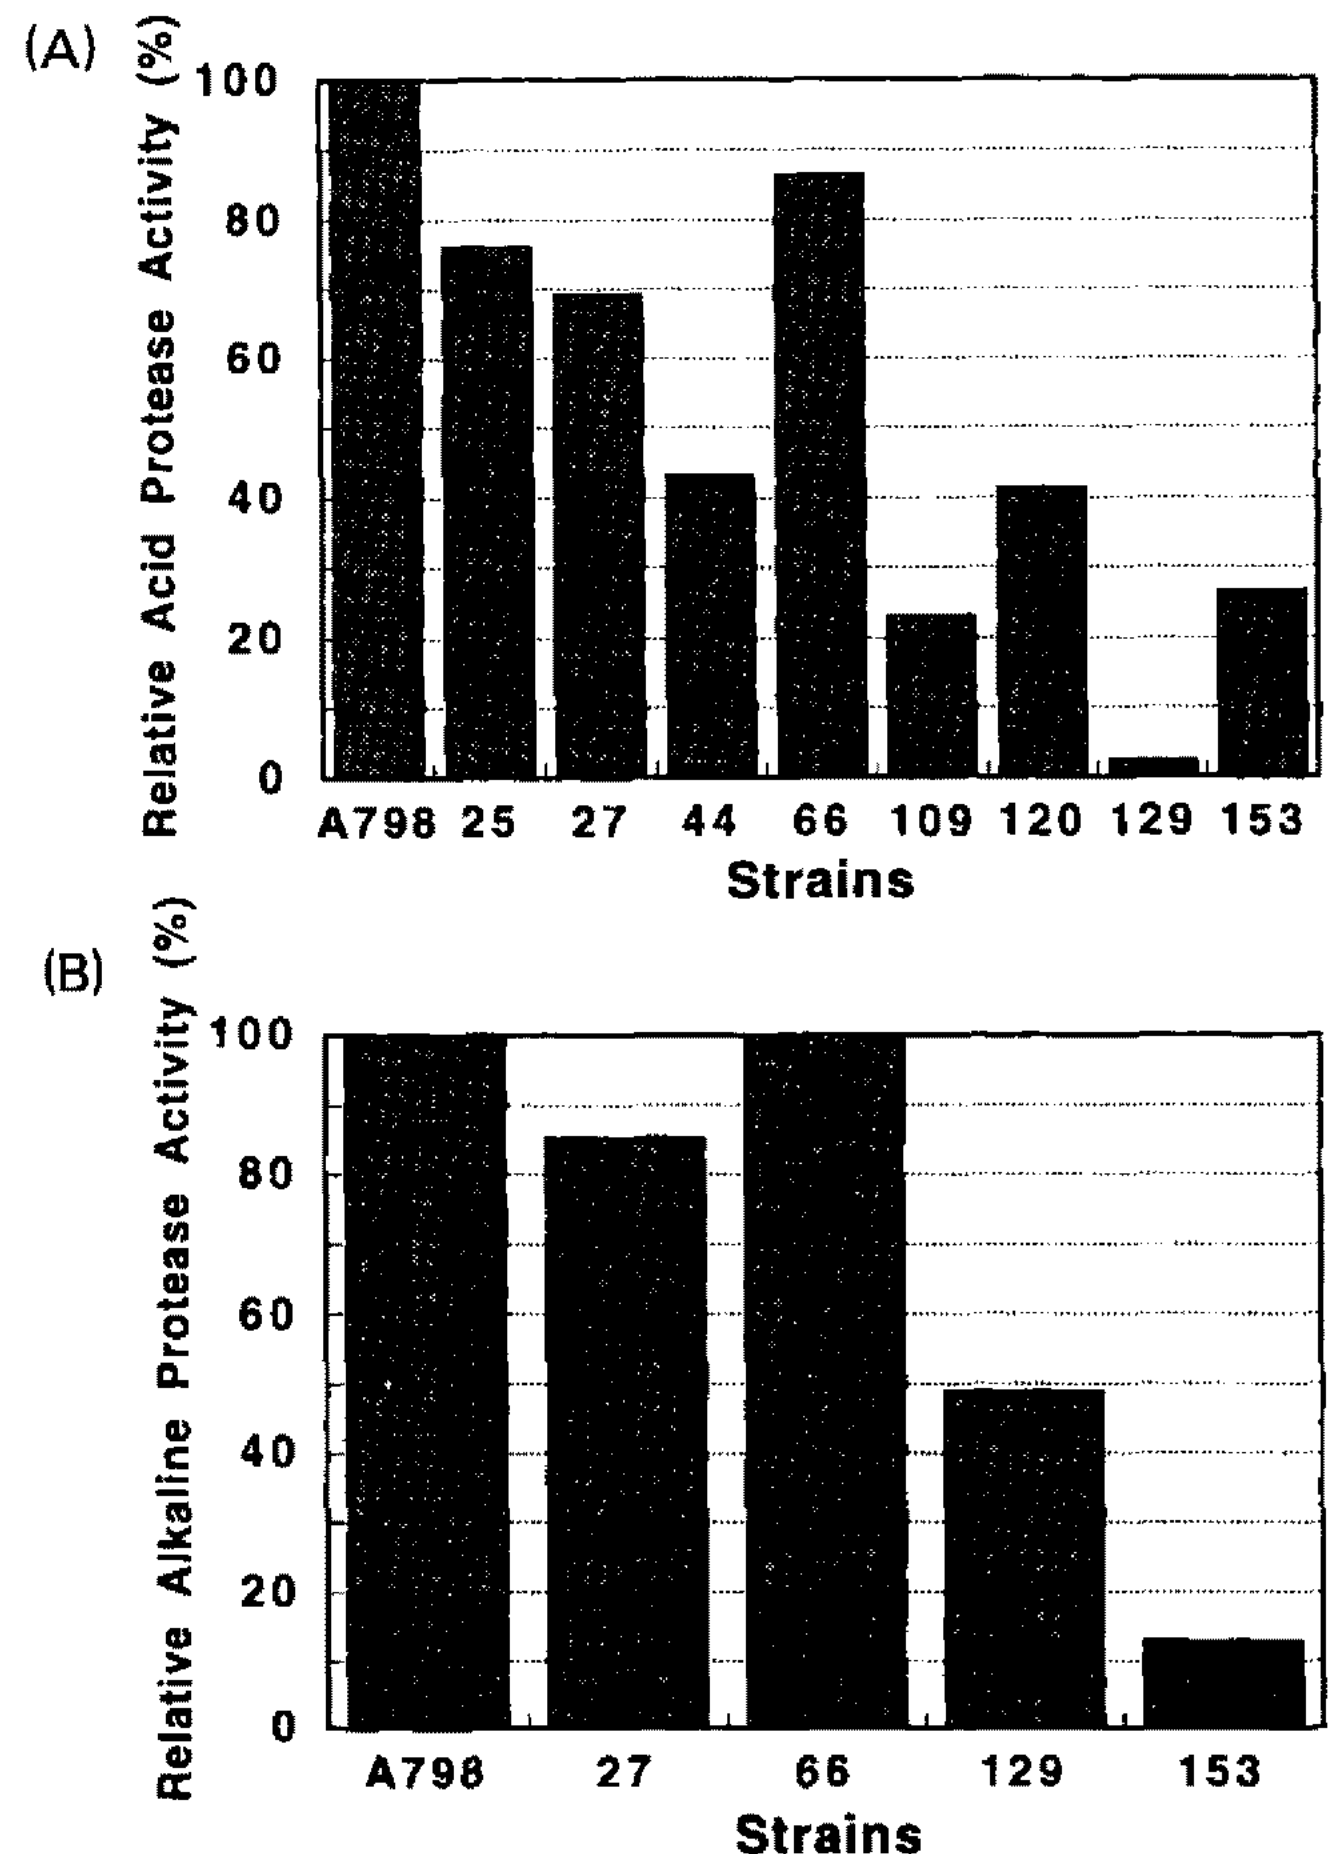 (A)
Relative Acid Protease Activity (%)
100
80
60
40
20
0
A798 25 27 44 66 109 120 129 153
Strains
(B)
Relative Alkaline Protease Activity (%)
100
80
60
40
20
0
A798 27 66 129 153
Strains